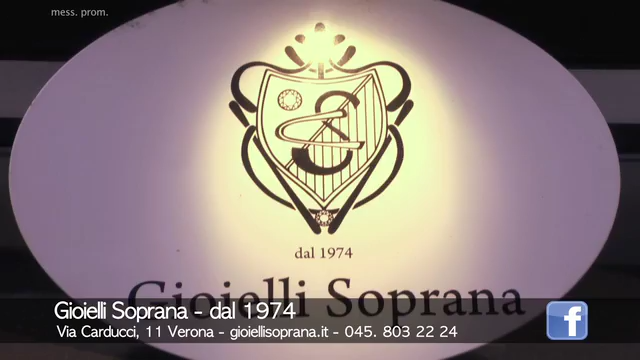 mess. prom.
dal 1974
Gioielli Soprana
Gioielli Soprana - dal 1974
Via Carducci, 11 Verona - gioiellisoprana.it - 045. 803 22 24
f